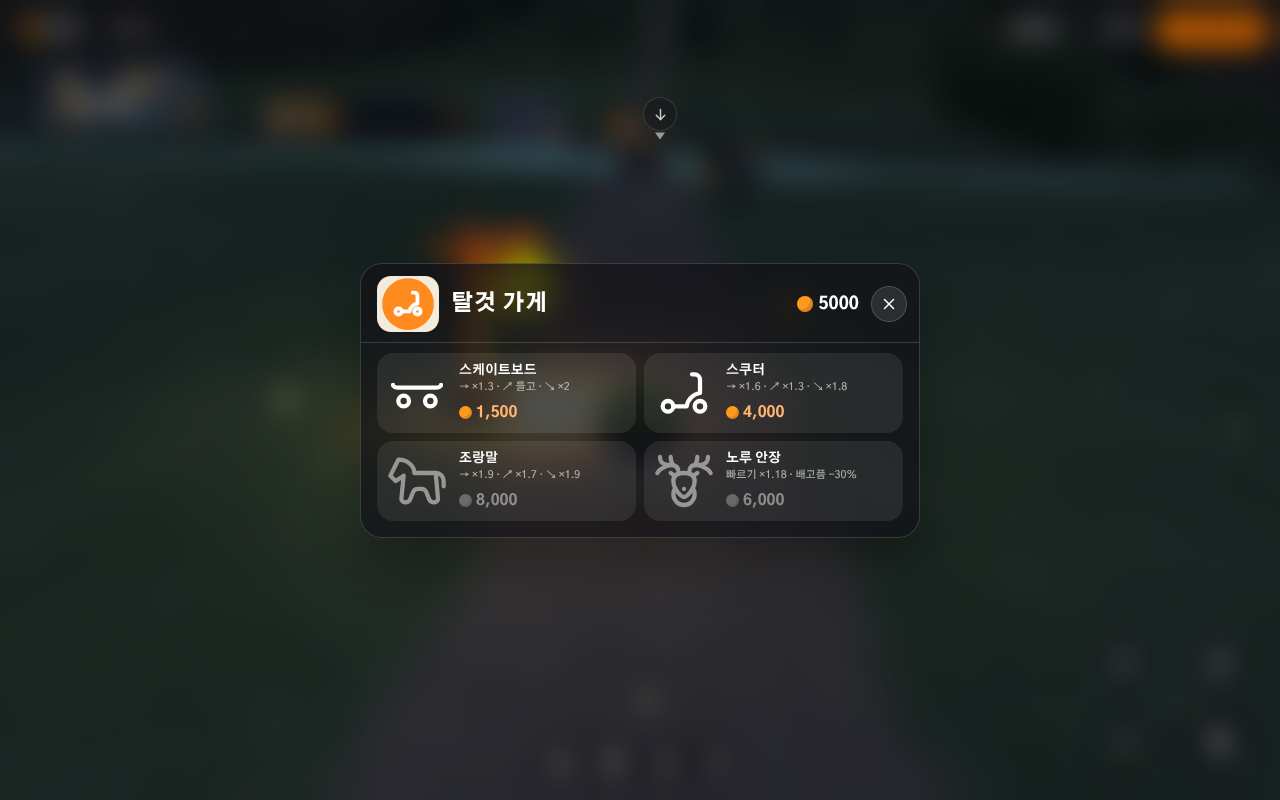 탈것 가게
5000
스케이트보드
→ ×1.3 · ↗ 들고 · ↘ ×2
1,500
스쿠터
→ ×1.6 · ↗ ×1.3 · ↘ ×1.8
4,000
조랑말
→ ×1.9 · ↗ ×1.7 · ↘ ×1.9
8,000
노루 안장
빠르기 ×1.18 · 배고픔 −30%
6,000